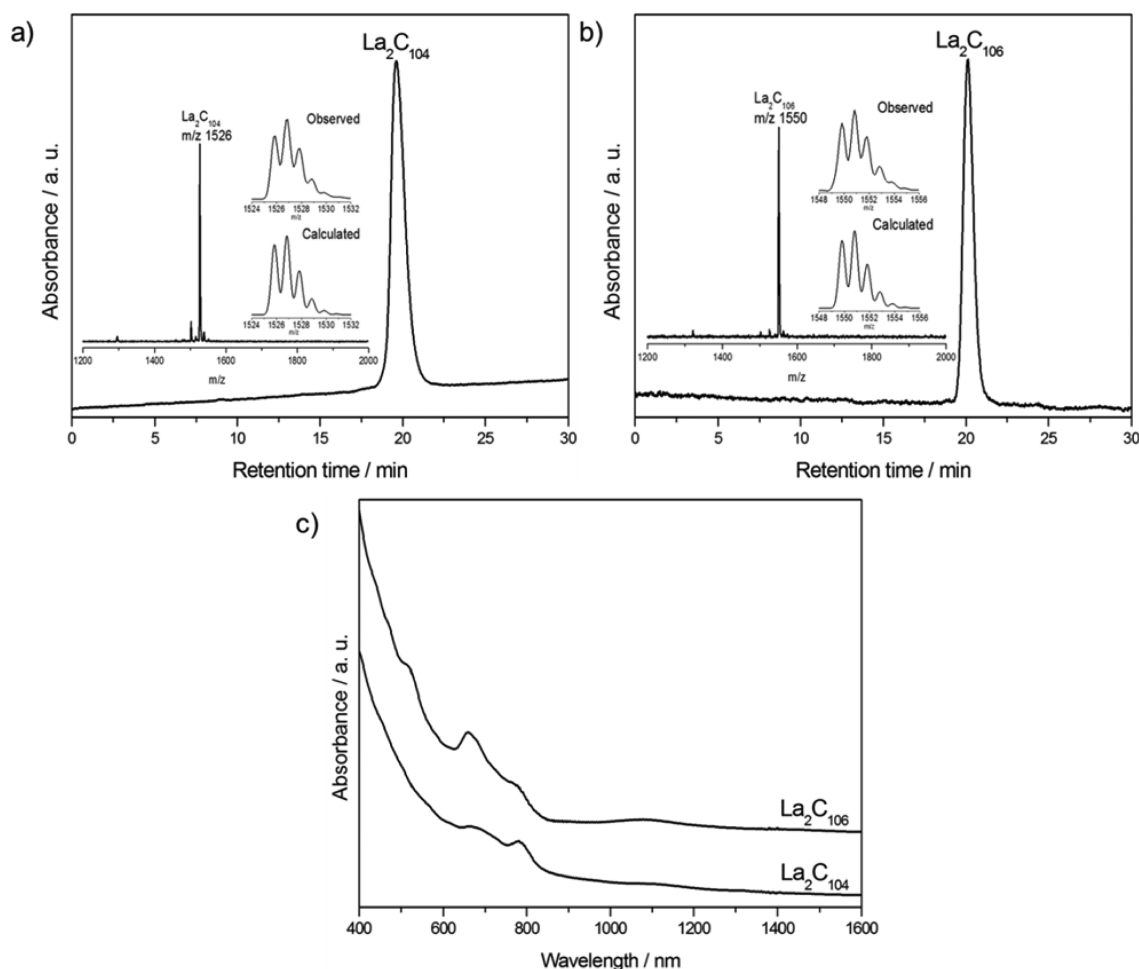 a)
La₂C₁₀₄
La₂C₁₀₄
m/z 1526
Observed
1524 1526 1528 1530 1532
m/z
Calculated
1524 1526 1528 1530 1532
m/z
1200 1400 1600 1800 2000
m/z
Absorbance / a. u.
0 5 10 15 20 25 30
Retention time / min
b)
La₂C₁₀₆
La₂C₁₀₆
m/z 1550
Observed
1548 1550 1552 1554 1556
m/z
Calculated
1548 1550 1552 1554 1556
m/z
1200 1400 1600 1800 2000
m/z
Absorbance / a. u.
0 5 10 15 20 25 30
Retention time / min
c)
Absorbance / a. u.
La₂C₁₀₆
La₂C₁₀₄
400 600 800 1000 1200 1400 1600
Wavelength / nm